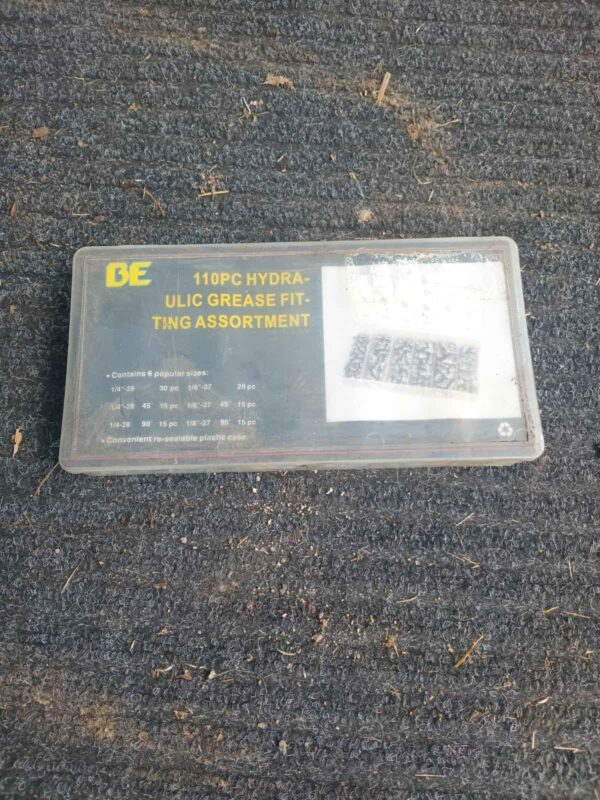 BE
110PC HYDRA-
ULIC GREASE FIT-
TING ASSORTMENT
• Contains 6 popular sizes:
1/4"-28 30 pc 1/8"-27 20 pc
1/4"-28 45° 15 pc 1/8"-27 45° 15 pc
1/4-28 90° 15 pc 1/8"-27 90° 15 pc
• Convenient re-sealable plastic case